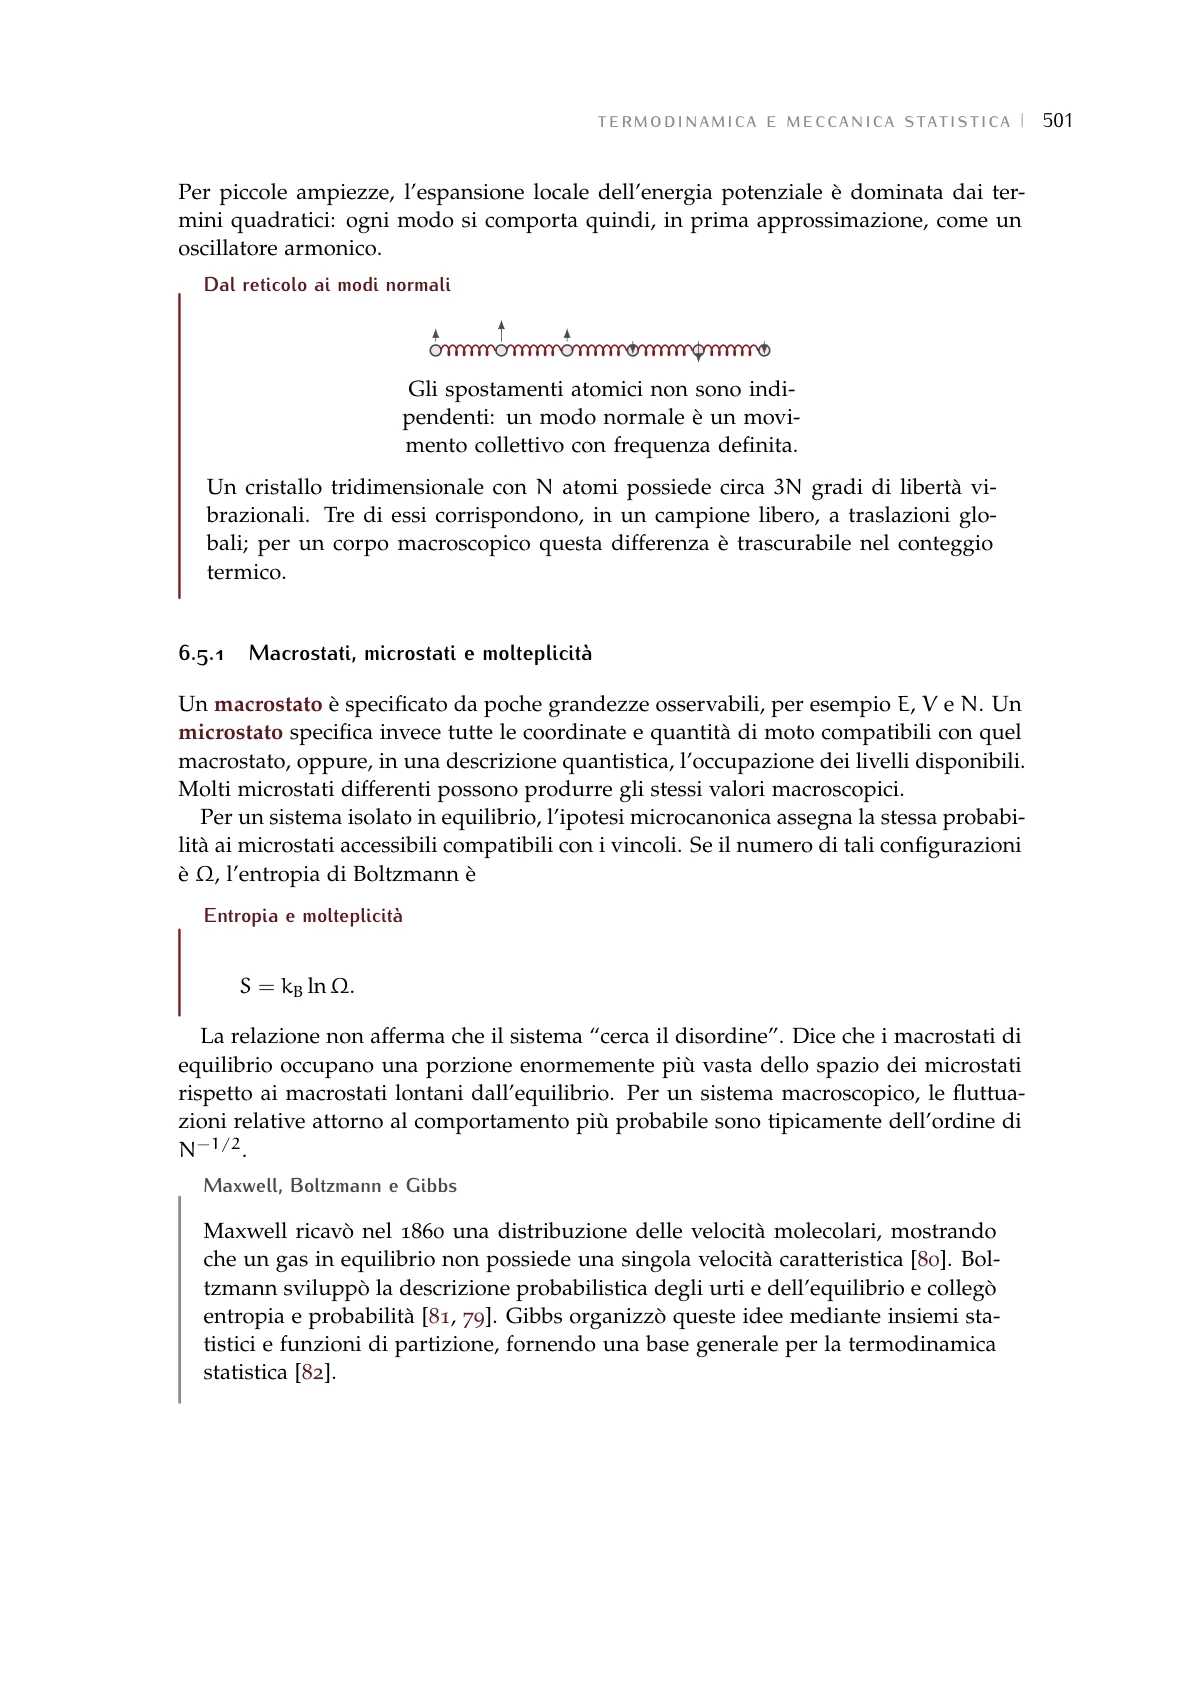 TERMODINAMICA E MECCANICA STATISTICA | 501
Per piccole ampiezze, l'espansione locale dell'energia potenziale è dominata dai ter-
mini quadratici: ogni modo si comporta quindi, in prima approssimazione, come un
oscillatore armonico.
Dal reticolo ai modi normali
Gli spostamenti atomici non sono indi-
pendenti: un modo normale è un movi-
mento collettivo con frequenza definita.
Un cristallo tridimensionale con N atomi possiede circa 3N gradi di libertà vi-
brazionali. Tre di essi corrispondono, in un campione libero, a traslazioni glo-
bali; per un corpo macroscopico questa differenza è trascurabile nel conteggio
termico.
6.5.1 Macrostati, microstati e molteplicità
Un macrostato è specificato da poche grandezze osservabili, per esempio E, V e N. Un
microstato specifica invece tutte le coordinate e quantità di moto compatibili con quel
macrostato, oppure, in una descrizione quantistica, l'occupazione dei livelli disponibili.
Molti microstati differenti possono produrre gli stessi valori macroscopici.
Per un sistema isolato in equilibrio, l'ipotesi microcanonica assegna la stessa probabi-
lità ai microstati accessibili compatibili con i vincoli. Se il numero di tali configurazioni
è Ω, l'entropia di Boltzmann è
Entropia e molteplicità
S = k_B ln Ω.
La relazione non afferma che il sistema “cerca il disordine”. Dice che i macrostati di
equilibrio occupano una porzione enormemente più vasta dello spazio dei microstati
rispetto ai macrostati lontani dall'equilibrio. Per un sistema macroscopico, le fluttua-
zioni relative attorno al comportamento più probabile sono tipicamente dell'ordine di
N^{−1/2}.
Maxwell, Boltzmann e Gibbs
Maxwell ricavò nel 1860 una distribuzione delle velocità molecolari, mostrando
che un gas in equilibrio non possiede una singola velocità caratteristica [80]. Bol-
tzmann sviluppò la descrizione probabilistica degli urti e dell'equilibrio e collegò
entropia e probabilità [81, 79]. Gibbs organizzò queste idee mediante insiemi sta-
tistici e funzioni di partizione, fornendo una base generale per la termodinamica
statistica [82].